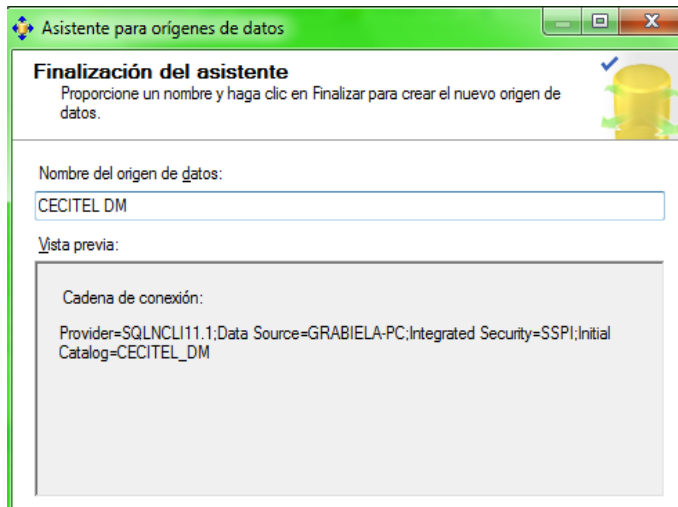 Asistente para orígenes de datos
Finalización del asistente
Proporcione un nombre y haga clic en Finalizar para crear el nuevo origen de
datos.
Nombre del origen de datos:
CECITEL DM
Vista previa:
Cadena de conexión:
Provider=SQLNCLI11.1;Data Source=GRABIELA-PC;Integrated Security=SSPI;Initial
Catalog=CECITEL_DM